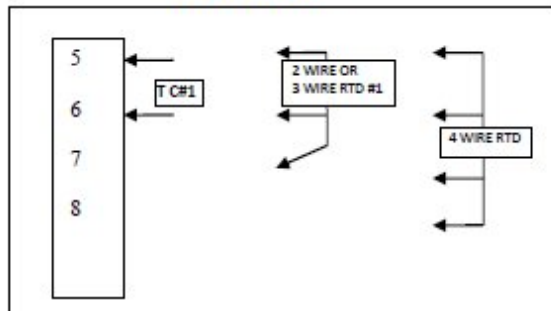 5
T C#1
6
7
8
2 WIRE OR
3 WIRE RTD #1
4 WIRE RTD